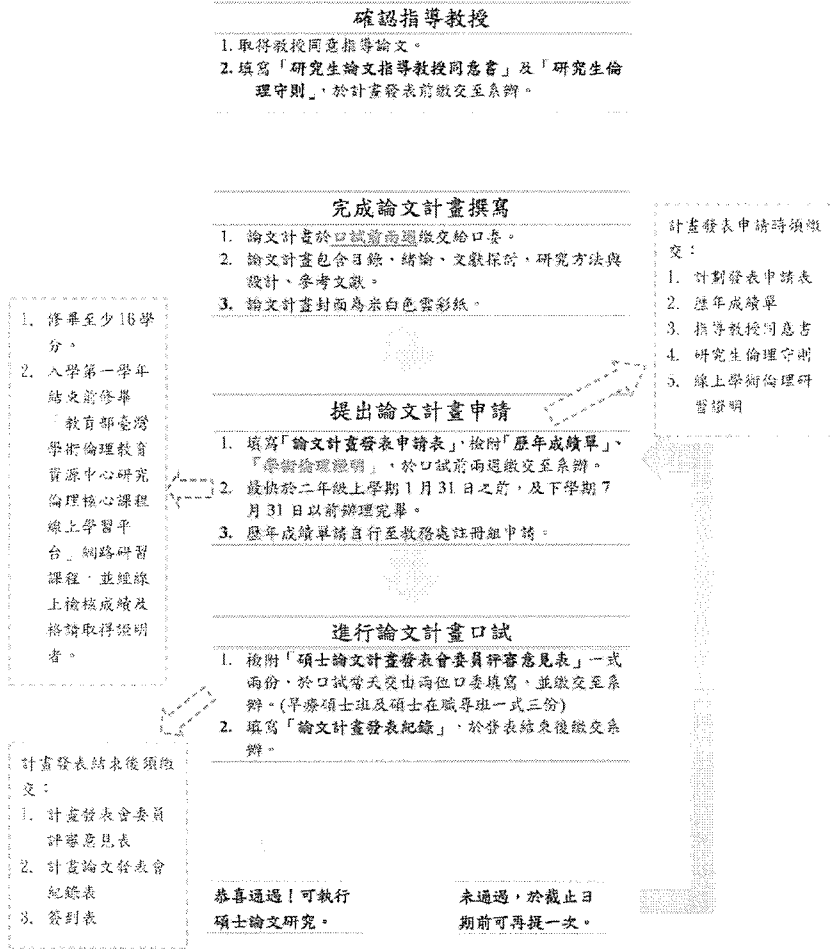 確認指導教授
1. 取得教授同意指導論文。
2. 填寫「研究生論文指導教授同意書」及「研究生倫
理守則」，於計畫發表前繳交至系辦。
完成論文計畫撰寫
1. 論文計畫於口試前兩週繳交給口委。
2. 論文計畫包含目錄、緒論、文獻探討、研究方法與
設計、參考文獻。
3. 論文計畫封面為米白色雲彩紙。
計畫發表申請時須繳
交：
1. 計劃發表申請表
2. 歷年成績單
3. 指導教授同意書
4. 研究生倫理守則
5. 線上學術倫理研
習證明
1. 修畢至少 16 學
分。
2. 入學第一學年
結束前修畢
「教育部臺灣
學術倫理教育
資源中心研究
倫理核心課程
線上學習平
台」網路研習
課程，並經線
上檢核成績及
格請取得證明
者。
提出論文計畫申請
1. 填寫「論文計畫發表申請表」、檢附「歷年成績單」、
「學術倫理證明」，於口試前兩週繳交至系辦。
2. 最快於二年級上學期 1 月 31 日之前，及下學期 7
月 31 日以前辦理完畢。
3. 歷年成績單請自行至教務處註冊組申請。
進行論文計畫口試
1. 檢附「碩士論文計畫發表會委員評審意見表」一式
兩份，於口試當天交由兩位口委填寫，並繳交至系
辦。(早療碩士班及碩士在職專班一式三份)
2. 填寫「論文計畫發表紀錄」，於發表結束後繳交系
辦。
計畫發表結束後須繳
交：
1. 計畫發表會委員
評審意見表
2. 計畫論文發表會
紀錄表
3. 簽到表
恭喜通過！可執行
碩士論文研究。
未通過，於截止日
期前可再提一次。